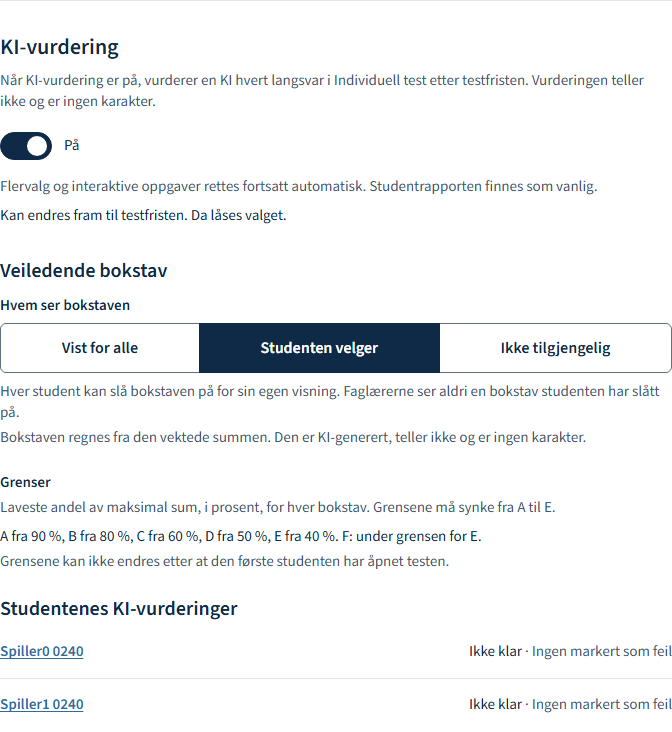 KI-vurdering
Når KI-vurdering er på, vurderer en KI hvert langsvar i Individuell test etter testfristen. Vurderingen teller
ikke og er ingen karakter.
På
Flervalg og interaktive oppgaver rettes fortsatt automatisk. Studentrapporten finnes som vanlig.
Kan endres fram til testfristen. Da låses valget.
Veiledende bokstav
Hvem ser bokstaven
Vist for alle
Studenten velger
Ikke tilgjengelig
Hver student kan slå bokstaven på for sin egen visning. Faglærerne ser aldri en bokstav studenten har slått
på.
Bokstaven regnes fra den vektede summen. Den er KI-generert, teller ikke og er ingen karakter.
Grenser
Laveste andel av maksimal sum, i prosent, for hver bokstav. Grensene må synke fra A til E.
A fra 90 %, B fra 80 %, C fra 60 %, D fra 50 %, E fra 40 %. F: under grensen for E.
Grensene kan ikke endres etter at den første studenten har åpnet testen.
Studentenes KI-vurderinger
Spiller0 0240 Ikke klar · Ingen markert som feil
Spiller1 0240 Ikke klar · Ingen markert som feil